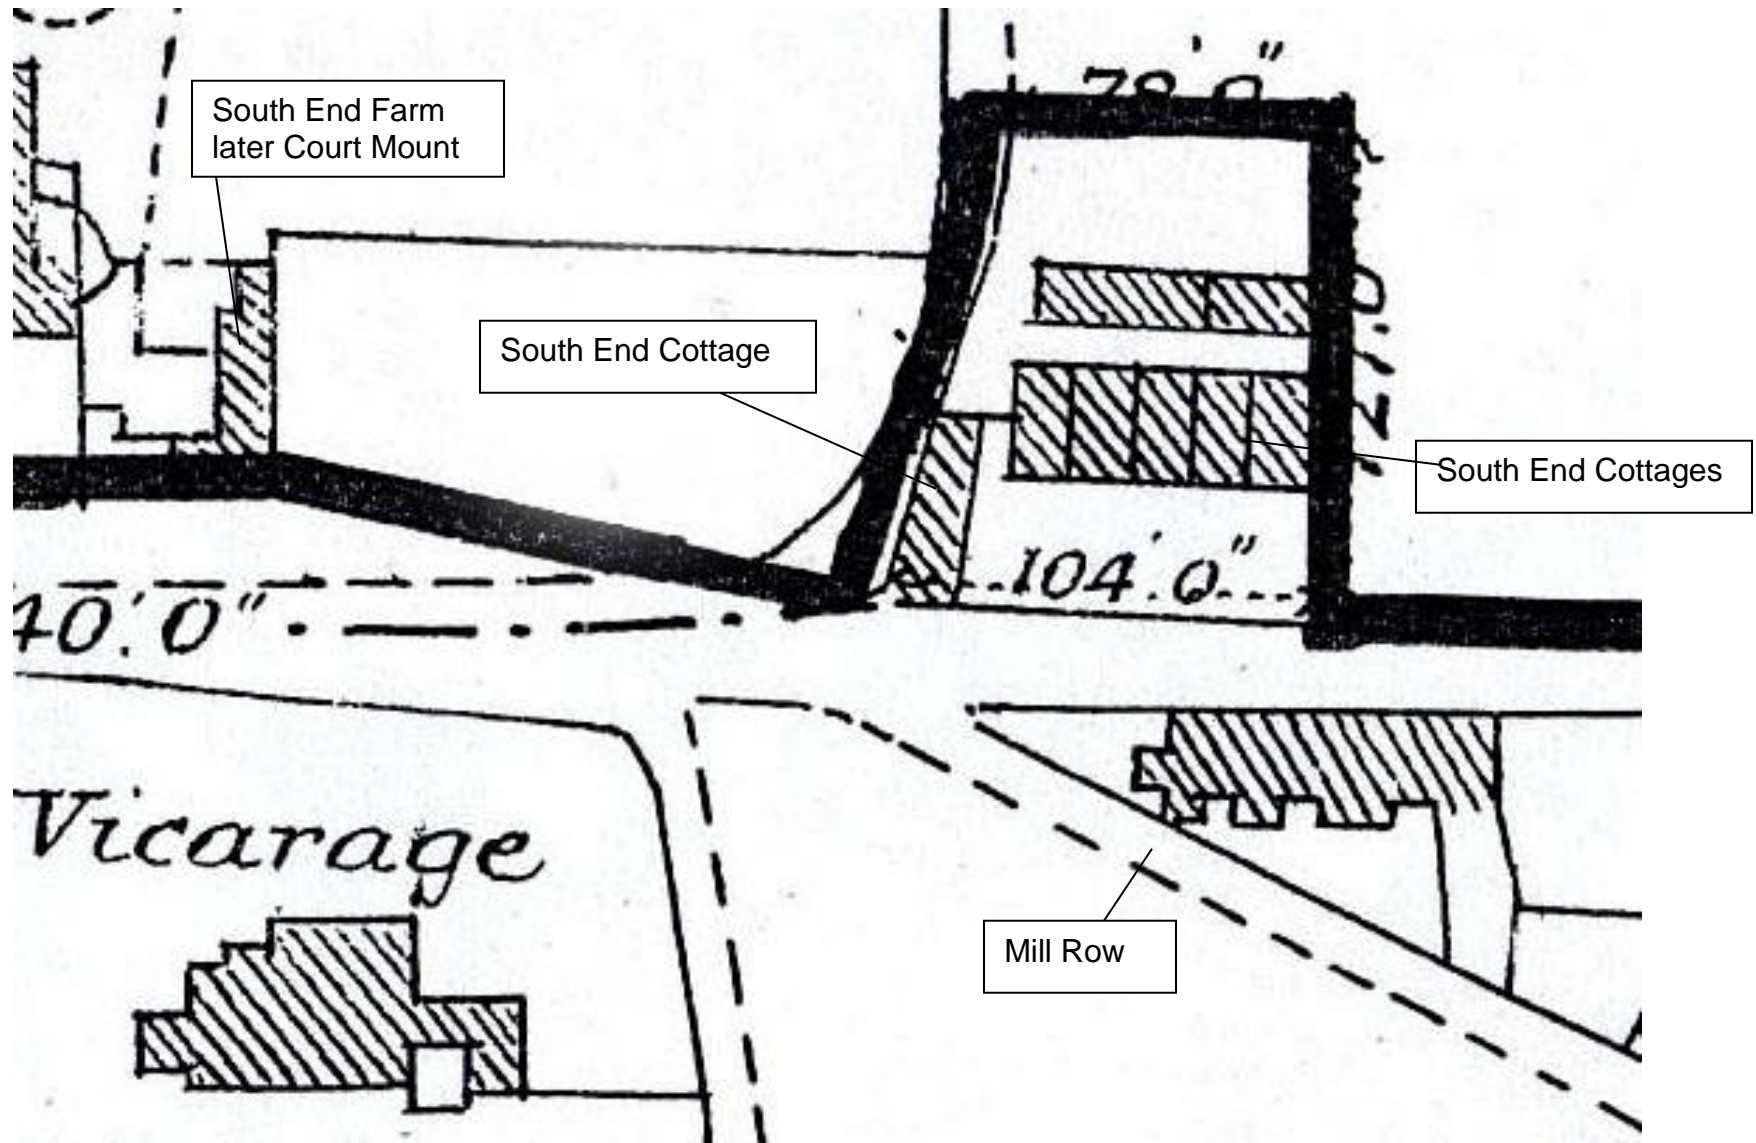 South End Farm
later Court Mount
South End Cottage
South End Cottages
104'.0"
40'.0"
Vicarage
Mill Row